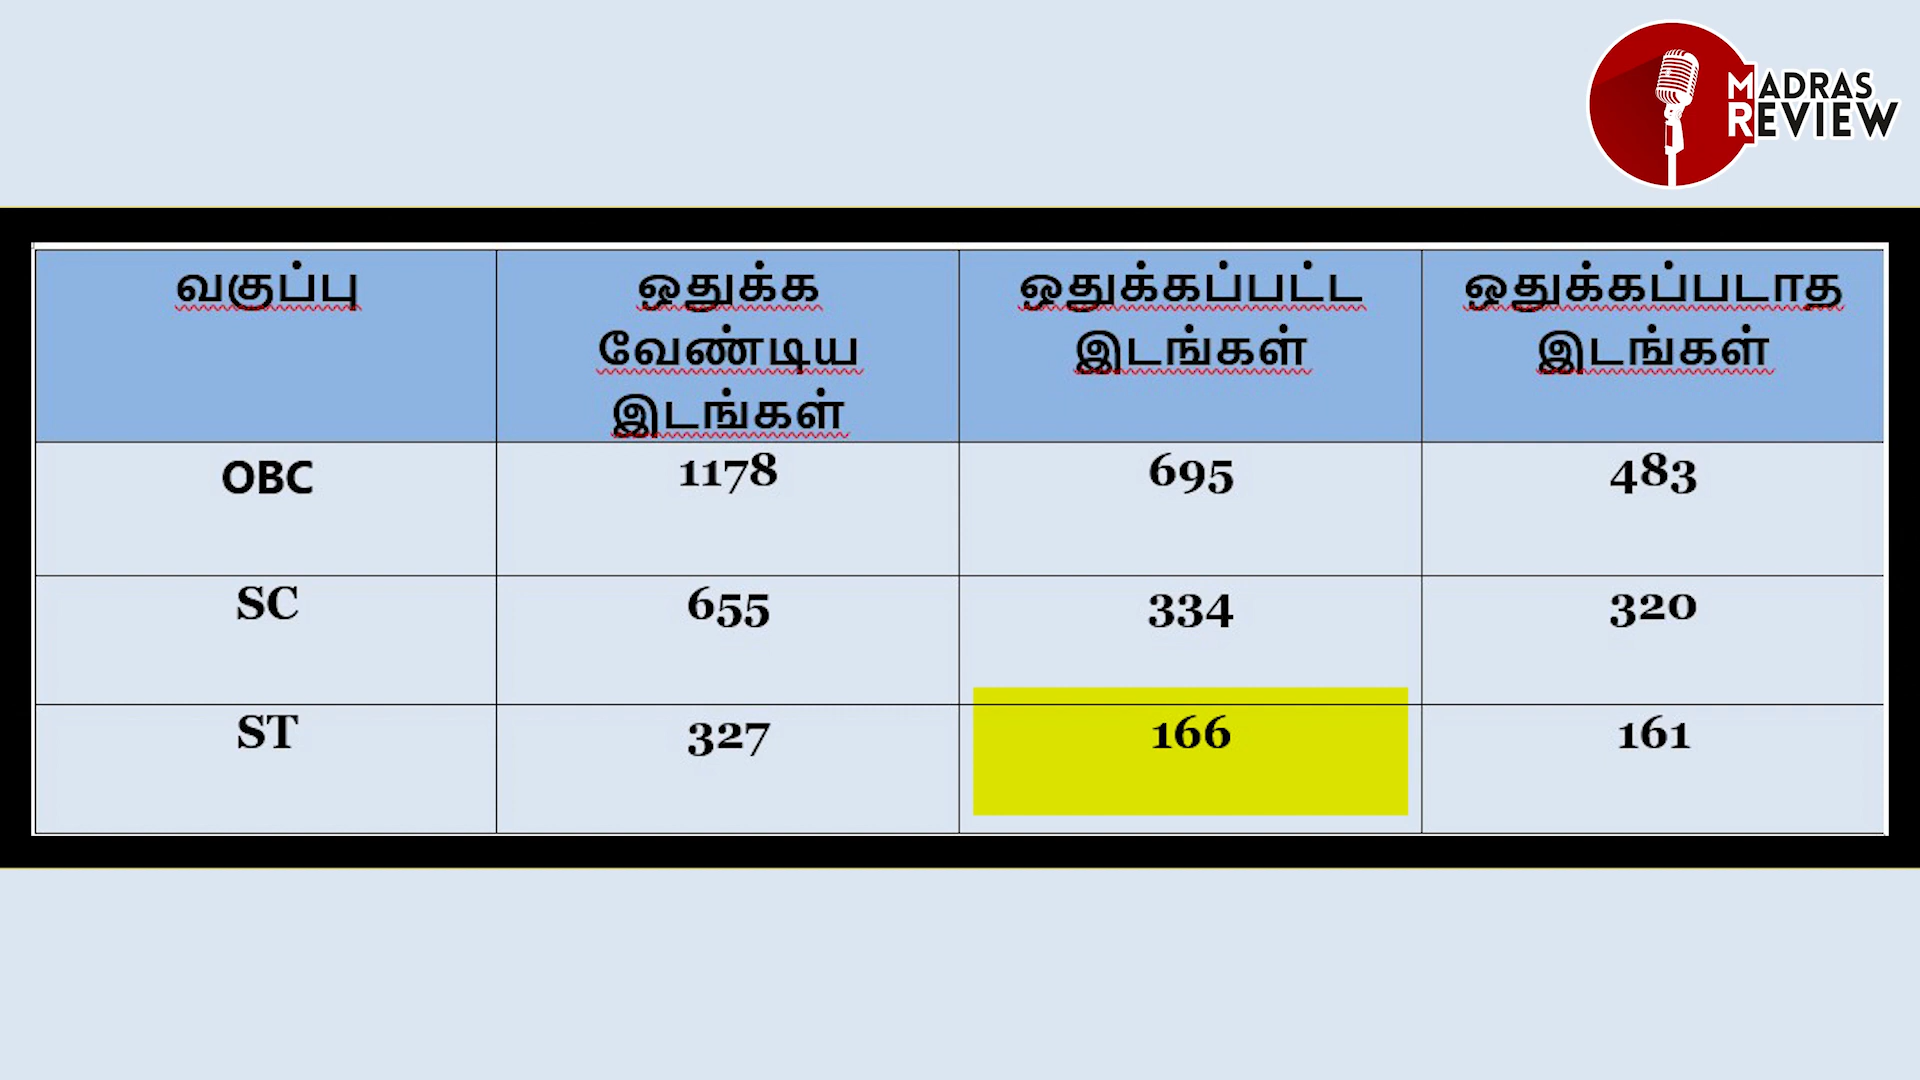 MADRAS
REVIEW
வகுப்பு
ஒதுக்க
வேண்டிய
இடங்கள்
ஒதுக்கப்பட்ட
இடங்கள்
ஒதுக்கப்படாத
இடங்கள்
OBC 1178 695 483
SC 655 334 320
ST 327 166 161